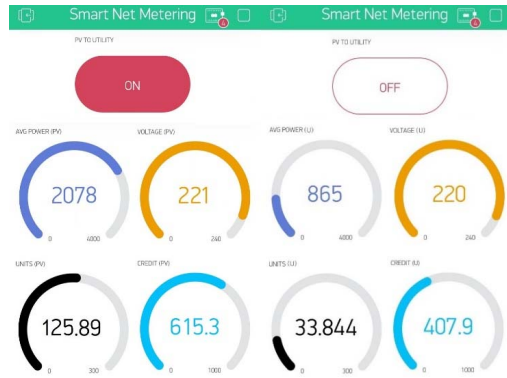 Smart Net Metering
PV TO UTILITY
ON
AVG POWER (PV)
VOLTAGE (PV)
2078
221
0
4000
0
240
UNITS (PV)
CREDIT (PV)
125.89
615.3
0
300
0
1000
Smart Net Metering
PV TO UTILITY
OFF
AVG POWER (U)
VOLTAGE (U)
865
220
0
4000
0
240
UNITS (U)
CREDIT (U)
33.844
407.9
0
300
0
1000